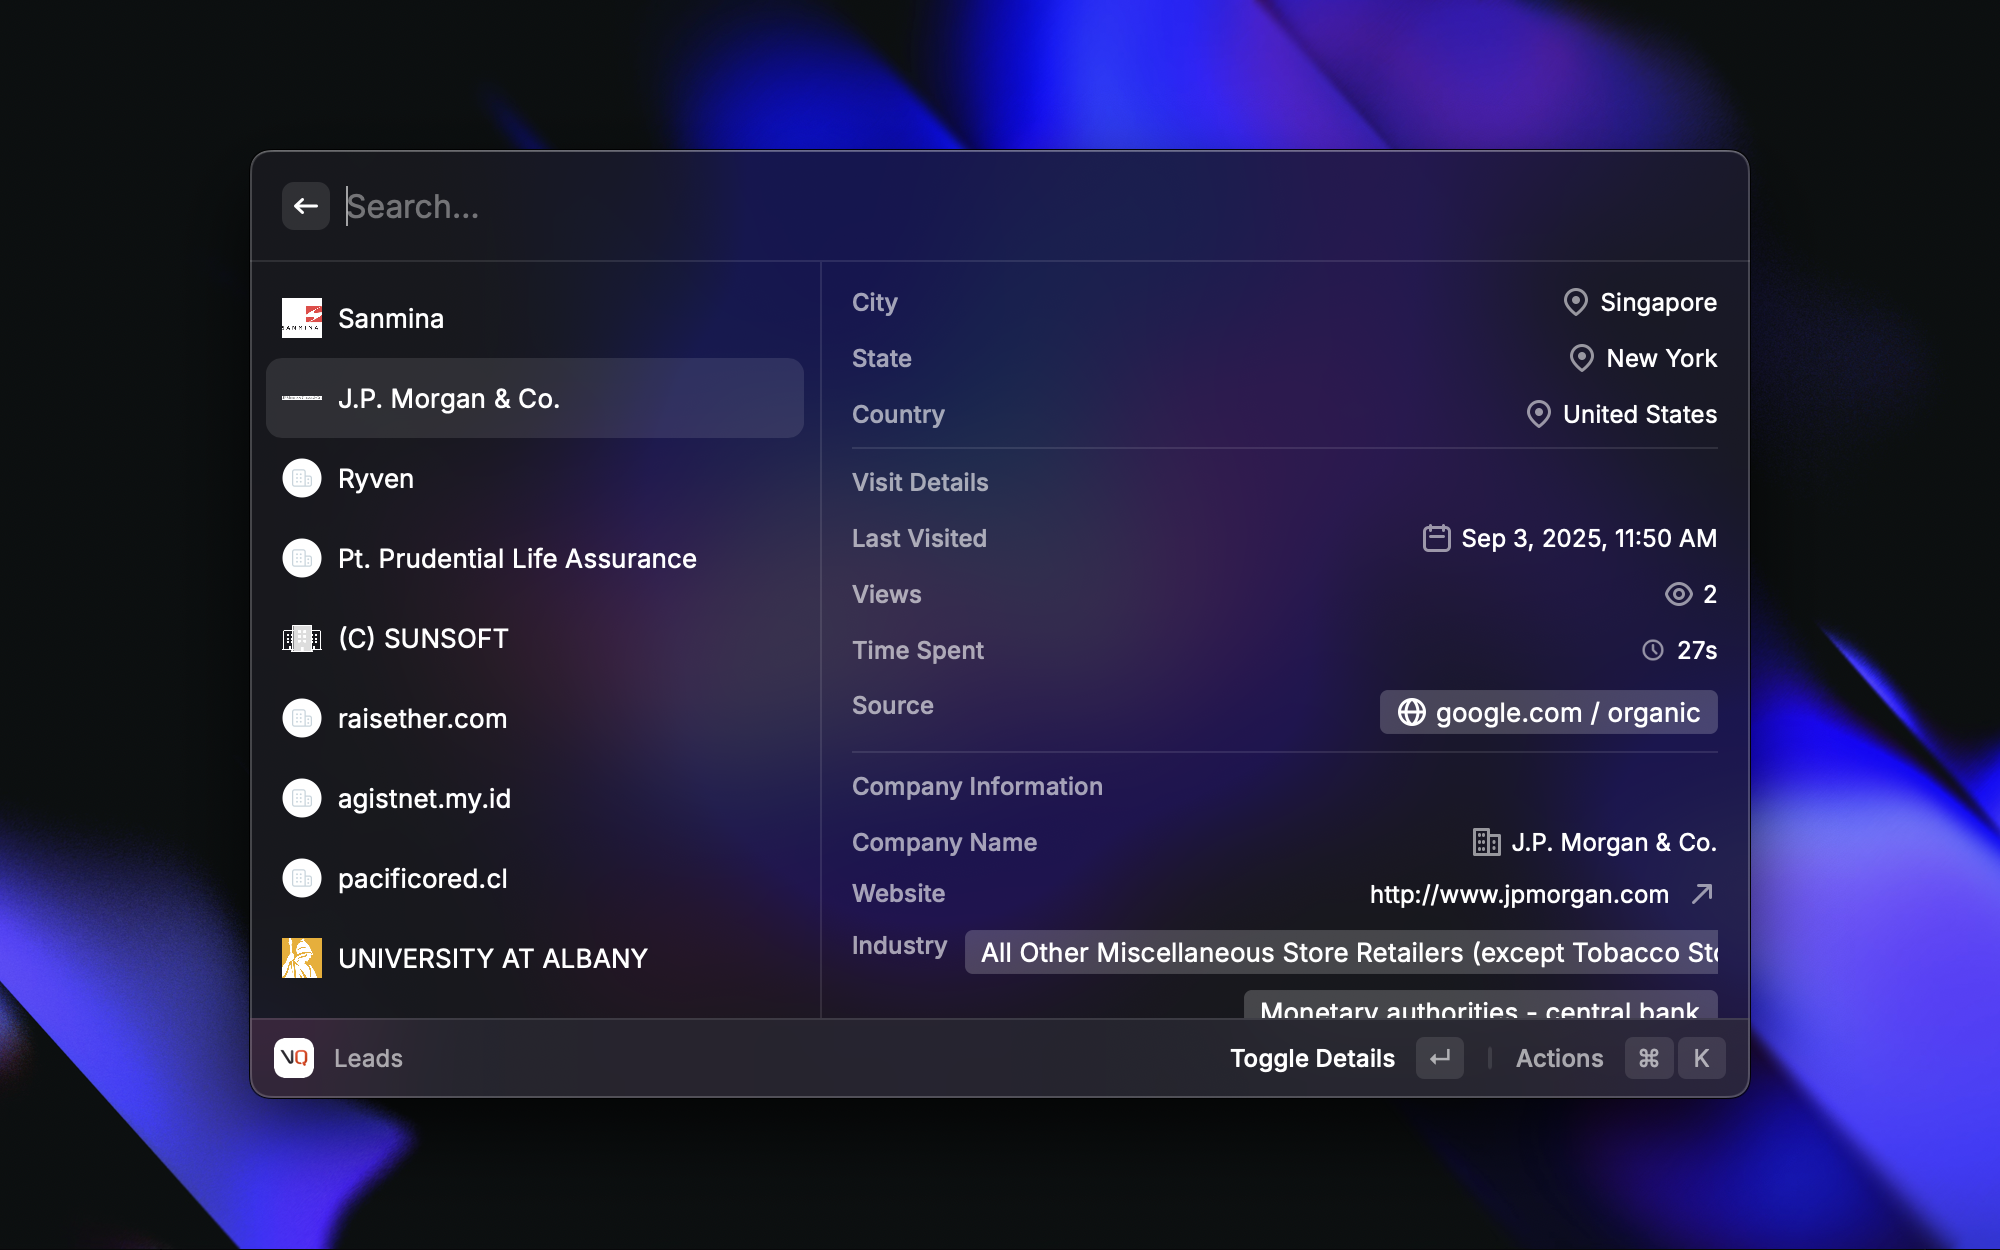 Search...
SANMINA
Sanmina
J.P. Morgan & Co.
Ryven
Pt. Prudential Life Assurance
(C) SUNSOFT
raisether.com
agistnet.my.id
pacificored.cl
UNIVERSITY AT ALBANY
City Singapore
State New York
Country United States
Visit Details
Last Visited Sep 3, 2025, 11:50 AM
Views 2
Time Spent 27s
Source google.com / organic
Company Information
Company Name J.P. Morgan & Co.
Website http://www.jpmorgan.com
Industry All Other Miscellaneous Store Retailers (except Tobacco
Monetary authorities - central bank
VQ Leads
Toggle Details Actions ⌘ K